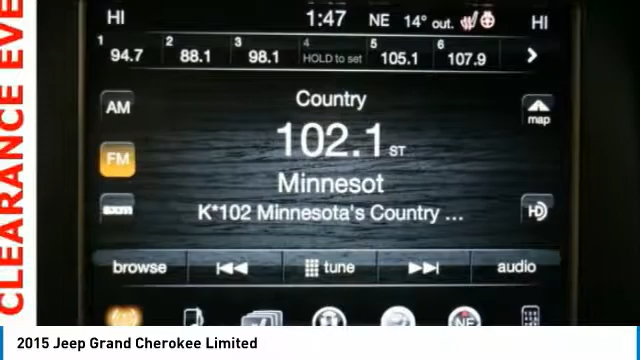 CLEARANCE EVE
HI 1:47 NE 14° out. HI
1 94.7 2 88.1 3 98.1 4 HOLD to set 5 105.1 6 107.9
AM Country map
102.1 ST
FM
Minnesot
K*102 Minnesota's Country ... HD
browse tune audio
NE
2015 Jeep Grand Cherokee Limited